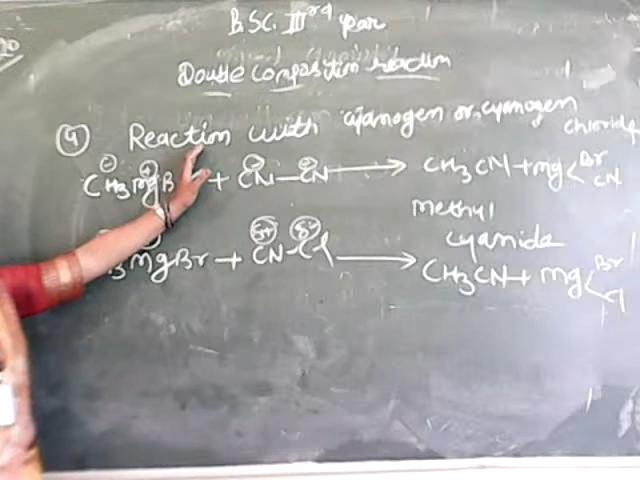 B.SC. IIIrd year
Double composition reaction
(4) Reaction with cyanogen or cyanogen chloride
CH3MgB + CN—CN ⟶ CH3CN + Mg<Br CN
methyl cyanide
3MgBr + CN-Cl ⟶ CH3CN + Mg<Br Cl